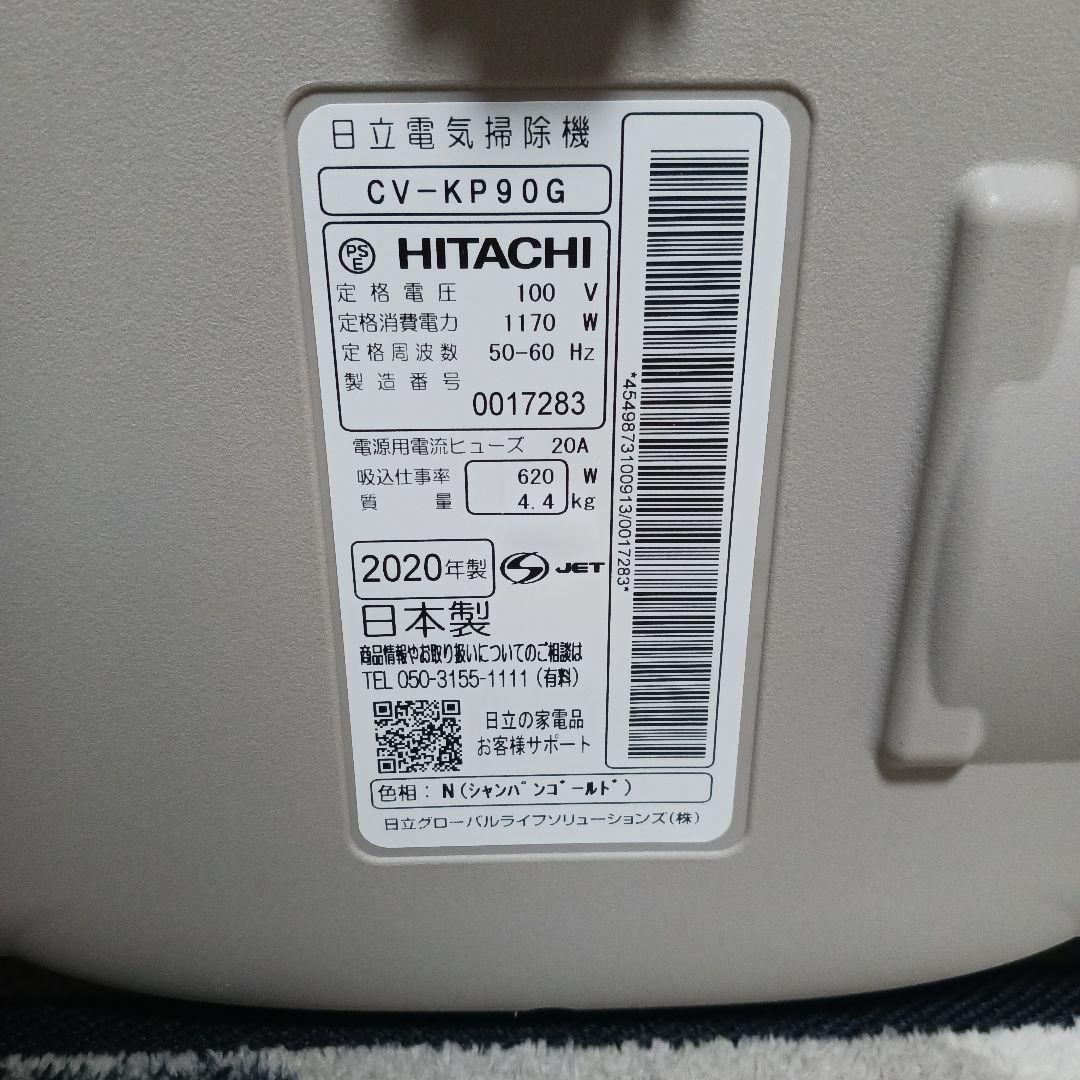 日立電気掃除機
CV-KP90G
PSE HITACHI
定格電圧 100 V
定格消費電力 1170 W
定格周波数 50-60 Hz
製造番号
0017283
電源用電流ヒューズ 20A
吸込仕事率 620 W
質量 4.4 kg
2020年製 S JET
日本製
商品情報やお取り扱いについてのご相談は
TEL 050-3155-1111（有料）
日立の家電品
お客様サポート
色相：N(シャンパンゴールド)
日立グローバルライフソリューションズ(株)
*4549873100913/0017283*